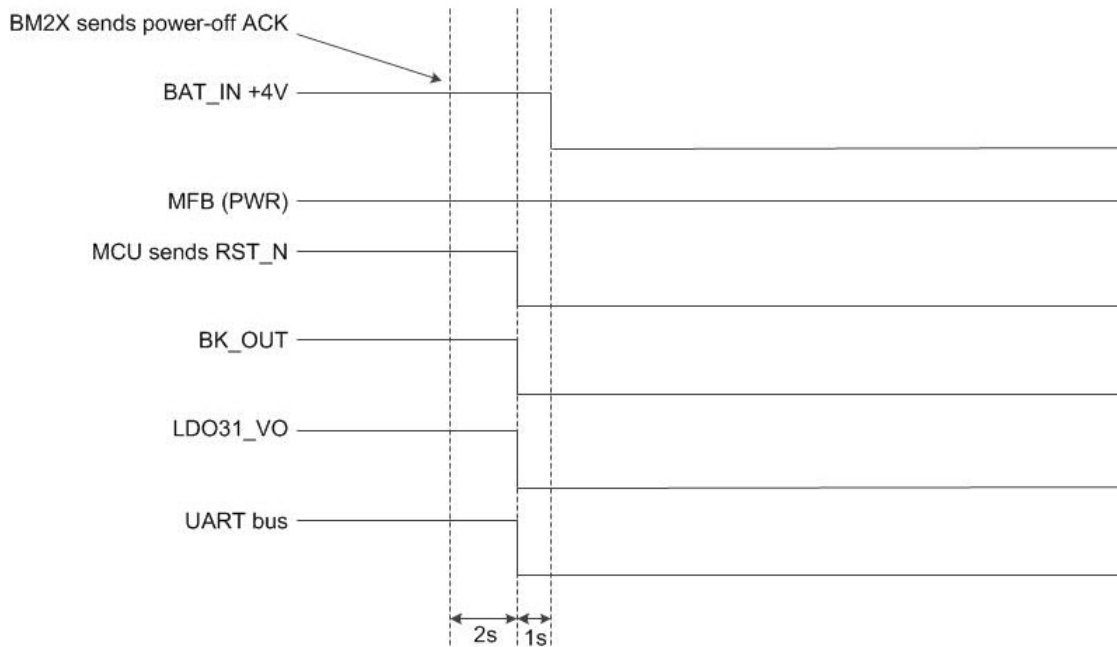 BM2X sends power-off ACK
BAT_IN +4V
MFB (PWR)
MCU sends RST_N
BK_OUT
LDO31_VO
UART bus
2s
1s